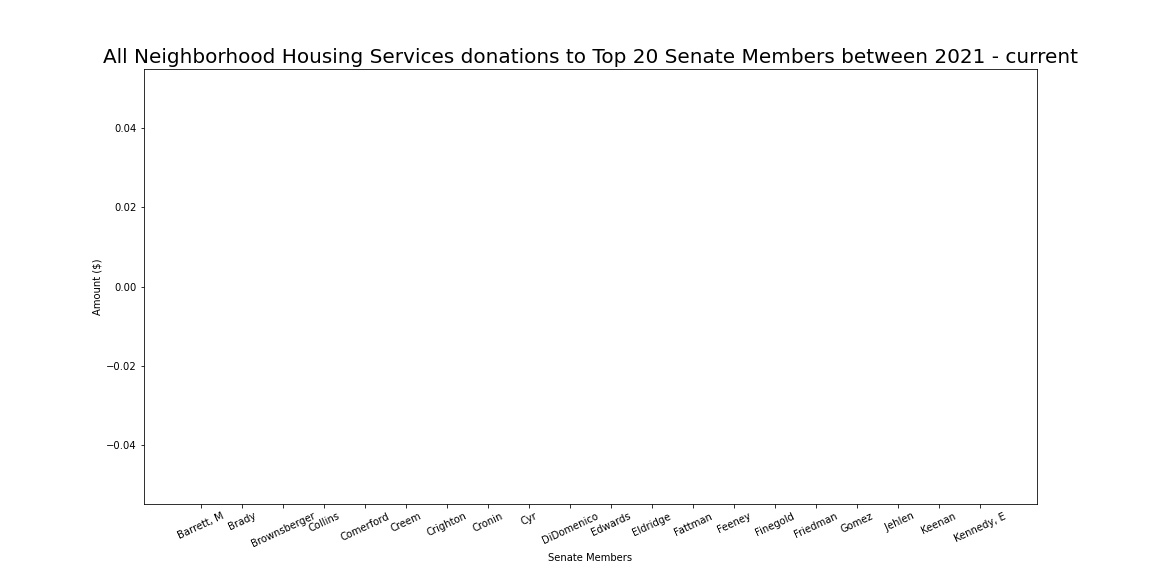 All Neighborhood Housing Services donations to Top 20 Senate Members between 2021 - current
0.04
0.02
0.00
−0.02
−0.04
Amount ($)
Barrett, M
Brady
Brownsberger
Collins
Comerford
Creem
Crighton
Cronin
Cyr
DiDomenico
Edwards
Eldridge
Fattman
Feeney
Finegold
Friedman
Gomez
Jehlen
Keenan
Kennedy, E
Senate Members